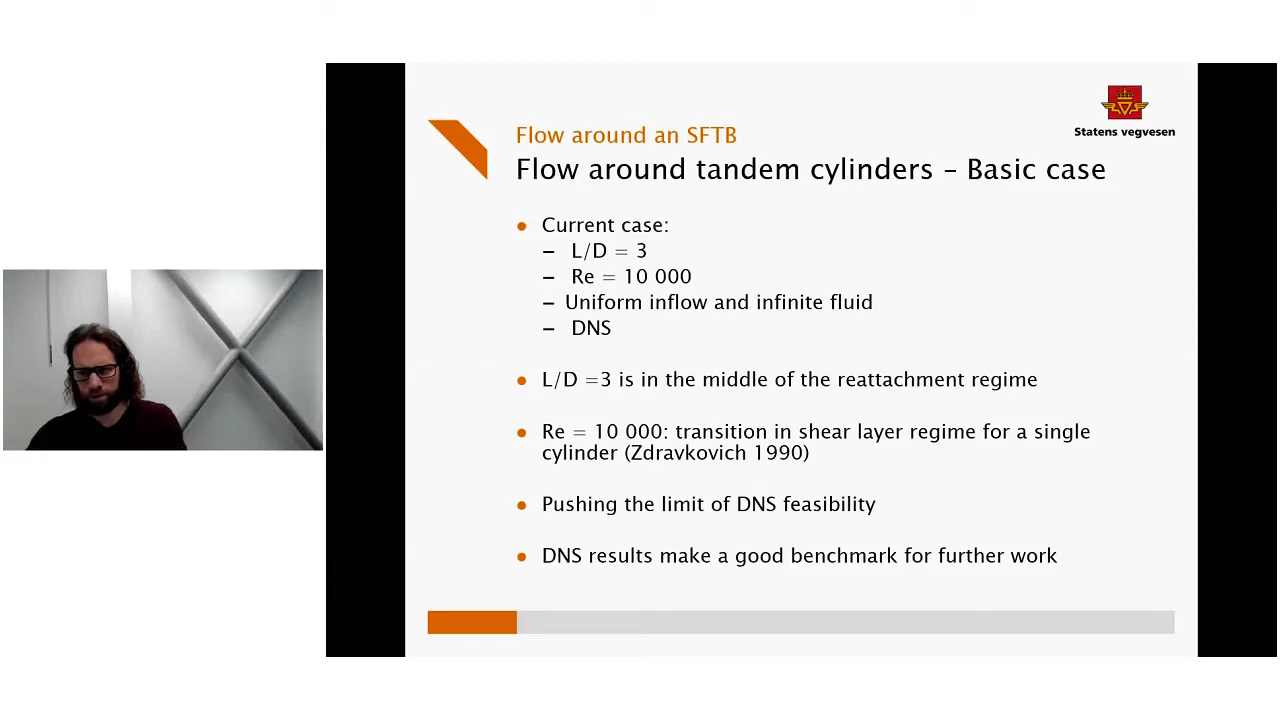 Statens vegvesen
Flow around an SFTB
Flow around tandem cylinders – Basic case
• Current case:
– L/D = 3
– Re = 10 000
– Uniform inflow and infinite fluid
– DNS
• L/D =3 is in the middle of the reattachment regime
• Re = 10 000: transition in shear layer regime for a single
cylinder (Zdravkovich 1990)
• Pushing the limit of DNS feasibility
• DNS results make a good benchmark for further work